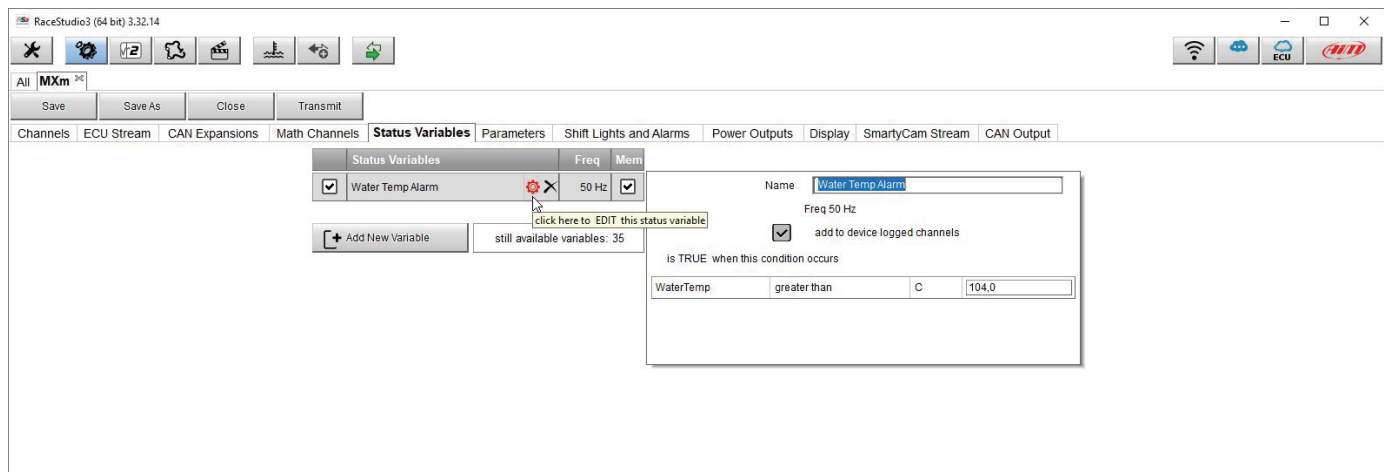 RaceStudio3 (64 bit) 3.32.14
ECU
AiM
All MXm
Save Save As Close Transmit
Channels ECU Stream CAN Expansions Math Channels Status Variables Parameters Shift Lights and Alarms Power Outputs Display SmartyCam Stream CAN Output
Status Variables Freq Mem
Water Temp Alarm 50 Hz
click here to EDIT this status variable
Add New Variable still available variables: 35
Name Water Temp Alarm
Freq 50 Hz
add to device logged channels
is TRUE when this condition occurs
WaterTemp greater than C 104,0